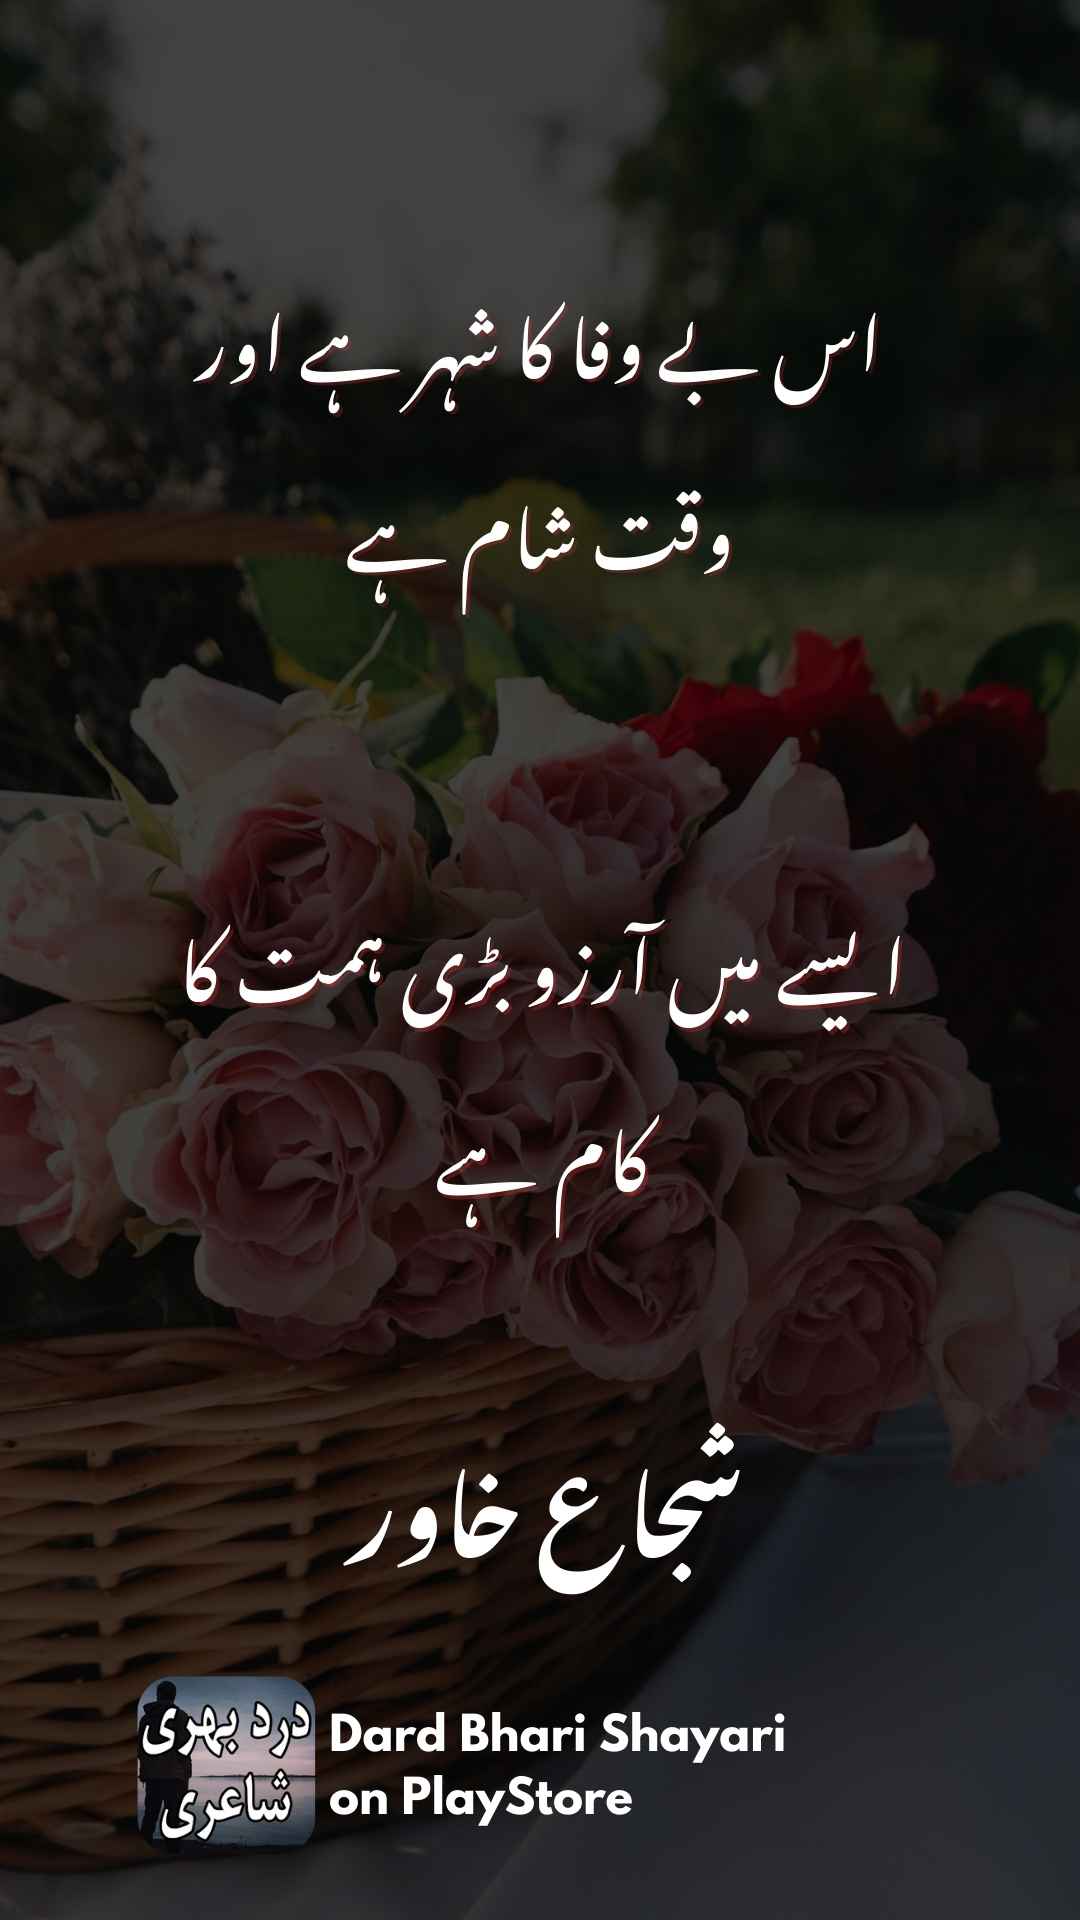 اس بے وفا کا شہر ہے اور
وقت شام ہے
ایسے میں آرزو بڑی ہمت کا
کام ہے
شجاع خاور
درد بھری
شاعری
Dard Bhari Shayari
on PlayStore